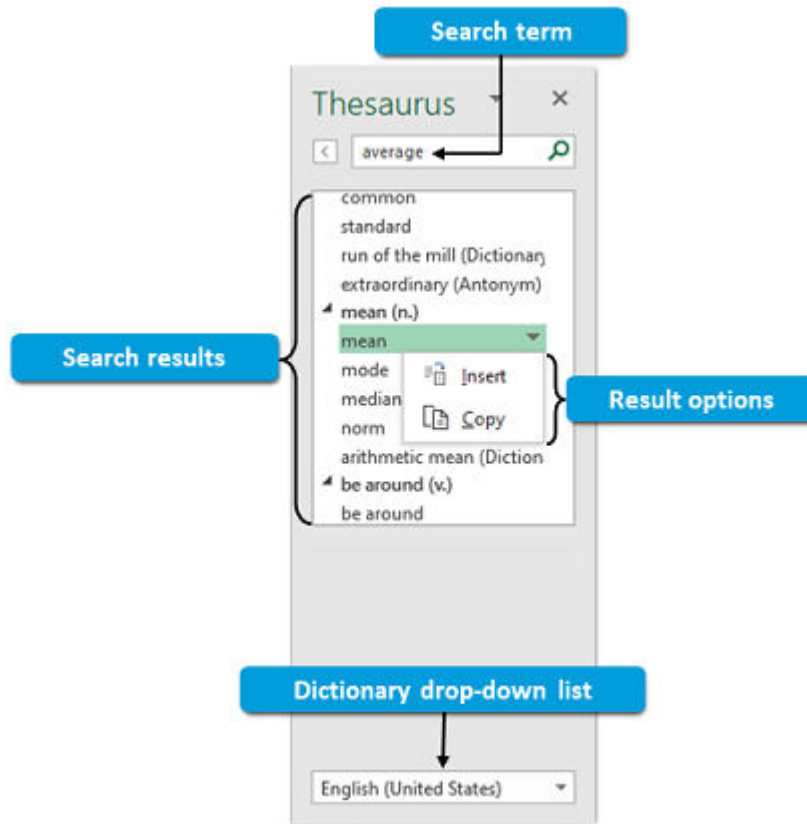 Search term
Thesaurus
average
common
standard
run of the mill (Dictionary
extraordinary (Antonym)
mean (n.)
mean
Search results
mode
Insert
median
Result options
norm
Copy
arithmetic mean (Diction
be around (v.)
be around
Dictionary drop-down list
English (United States)